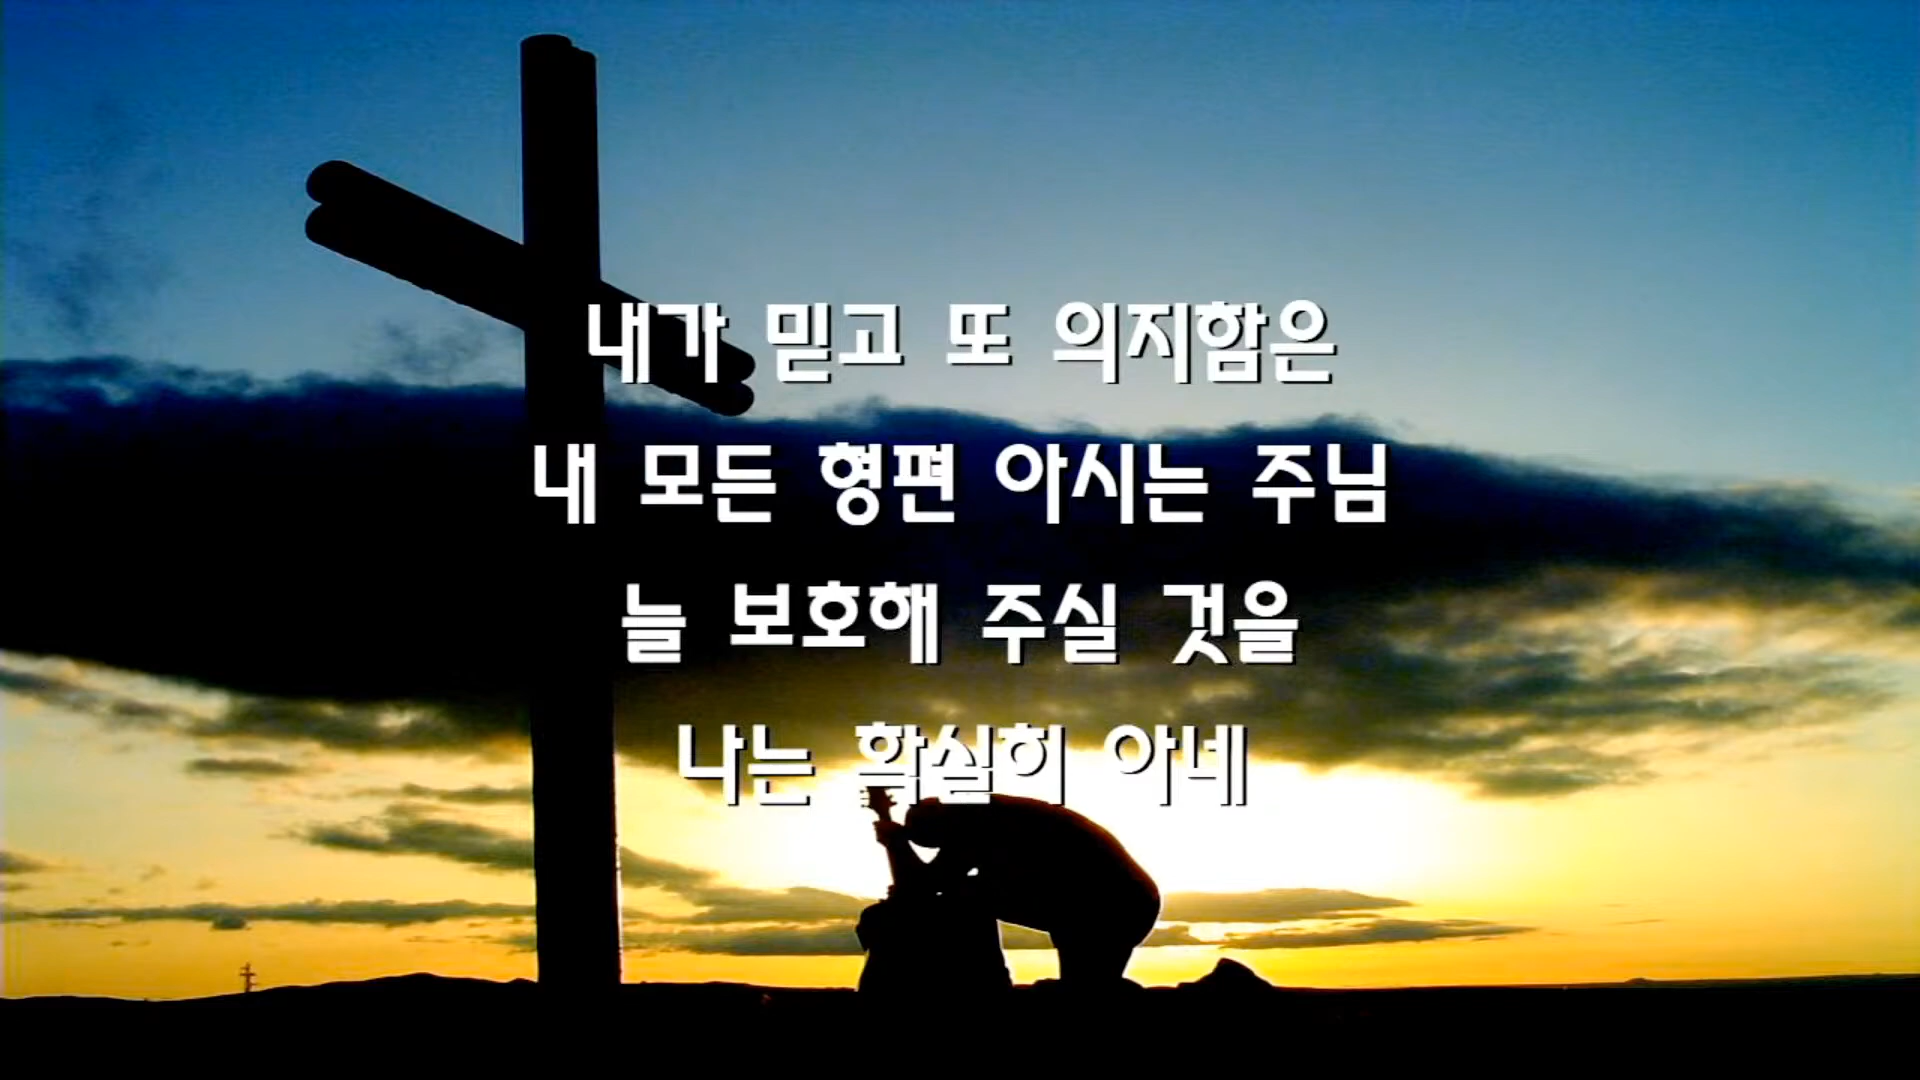 내가 믿고 또 의지함은
내 모든 형편 아시는 주님
늘 보호해 주실 것을
나는 확실히 아네